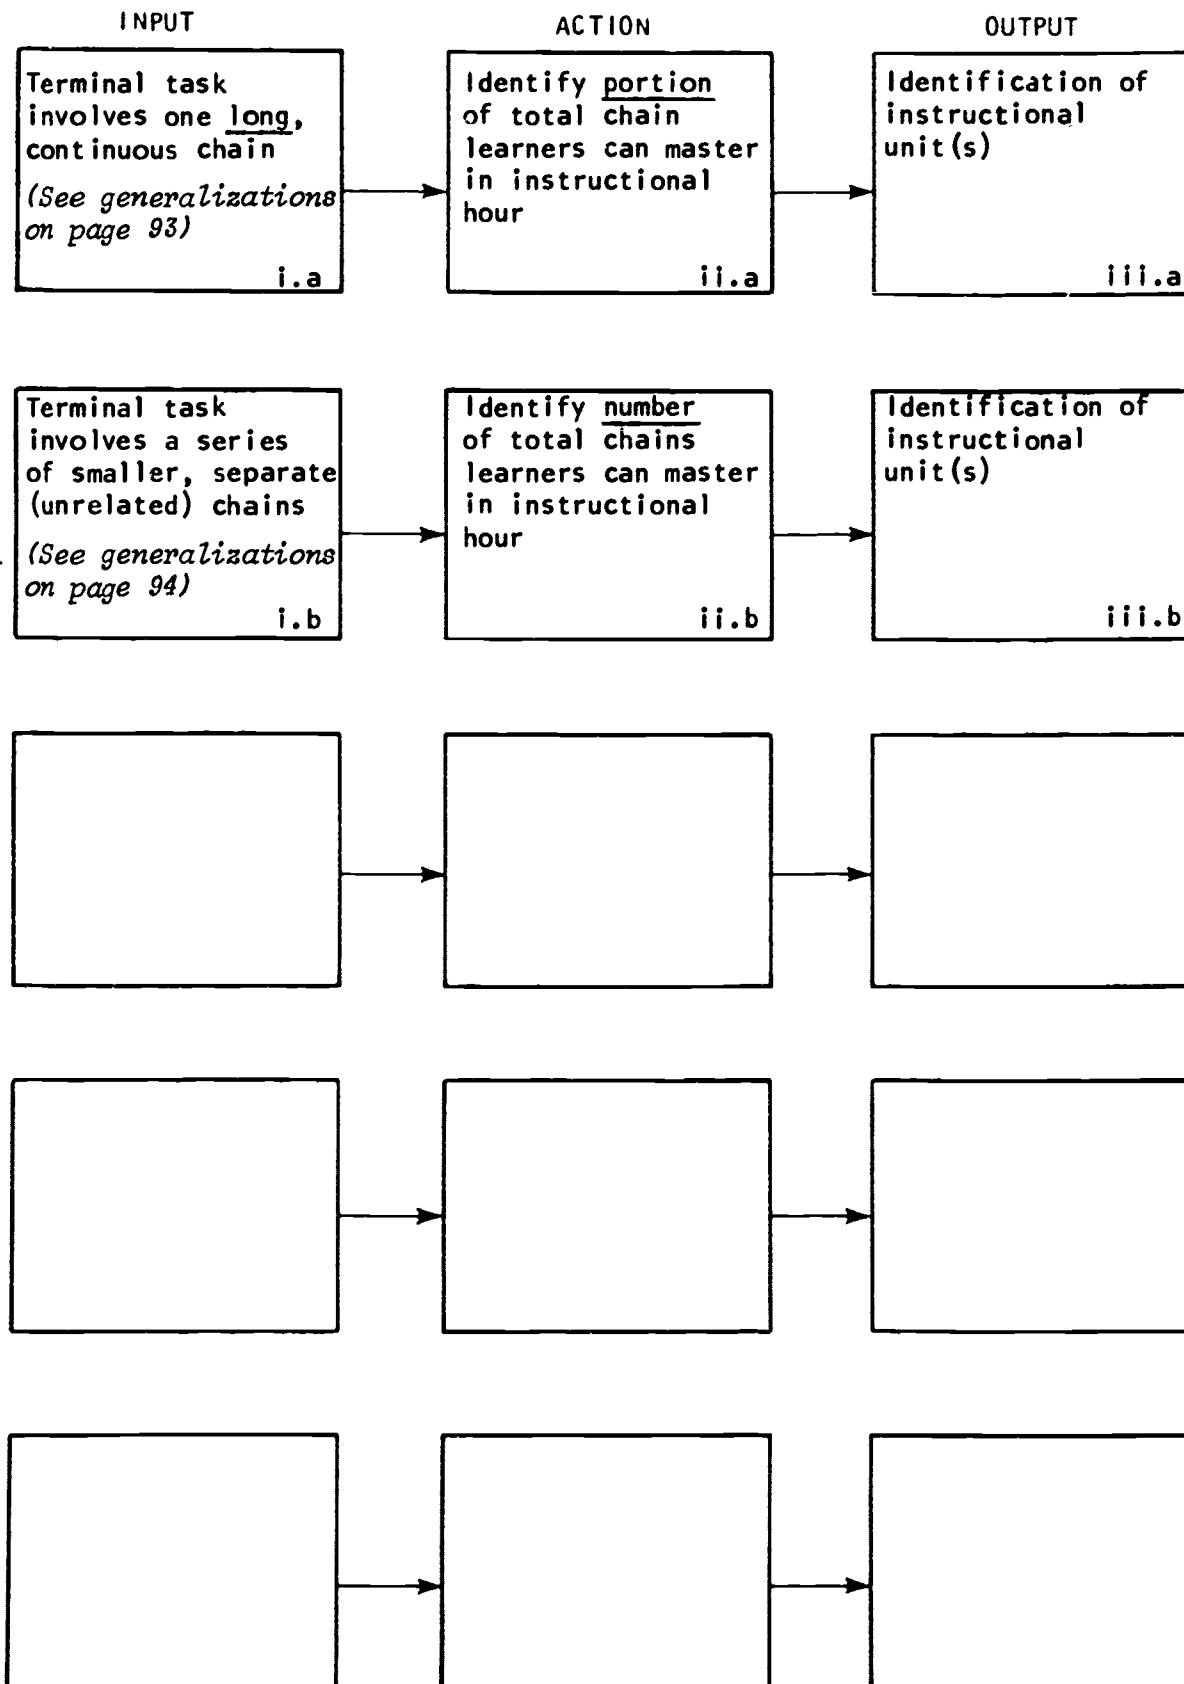 INPUT
ACTION
OUTPUT
Terminal task
involves one long,
continuous chain
(See generalizations
on page 93)
i.a
Identify portion
of total chain
learners can master
in instructional
hour
ii.a
Identification of
instructional
unit(s)
iii.a
Terminal task
involves a series
of smaller, separate
(unrelated) chains
(See generalizations
on page 94)
i.b
Identify number
of total chains
learners can master
in instructional
hour
ii.b
Identification of
instructional
unit(s)
iii.b